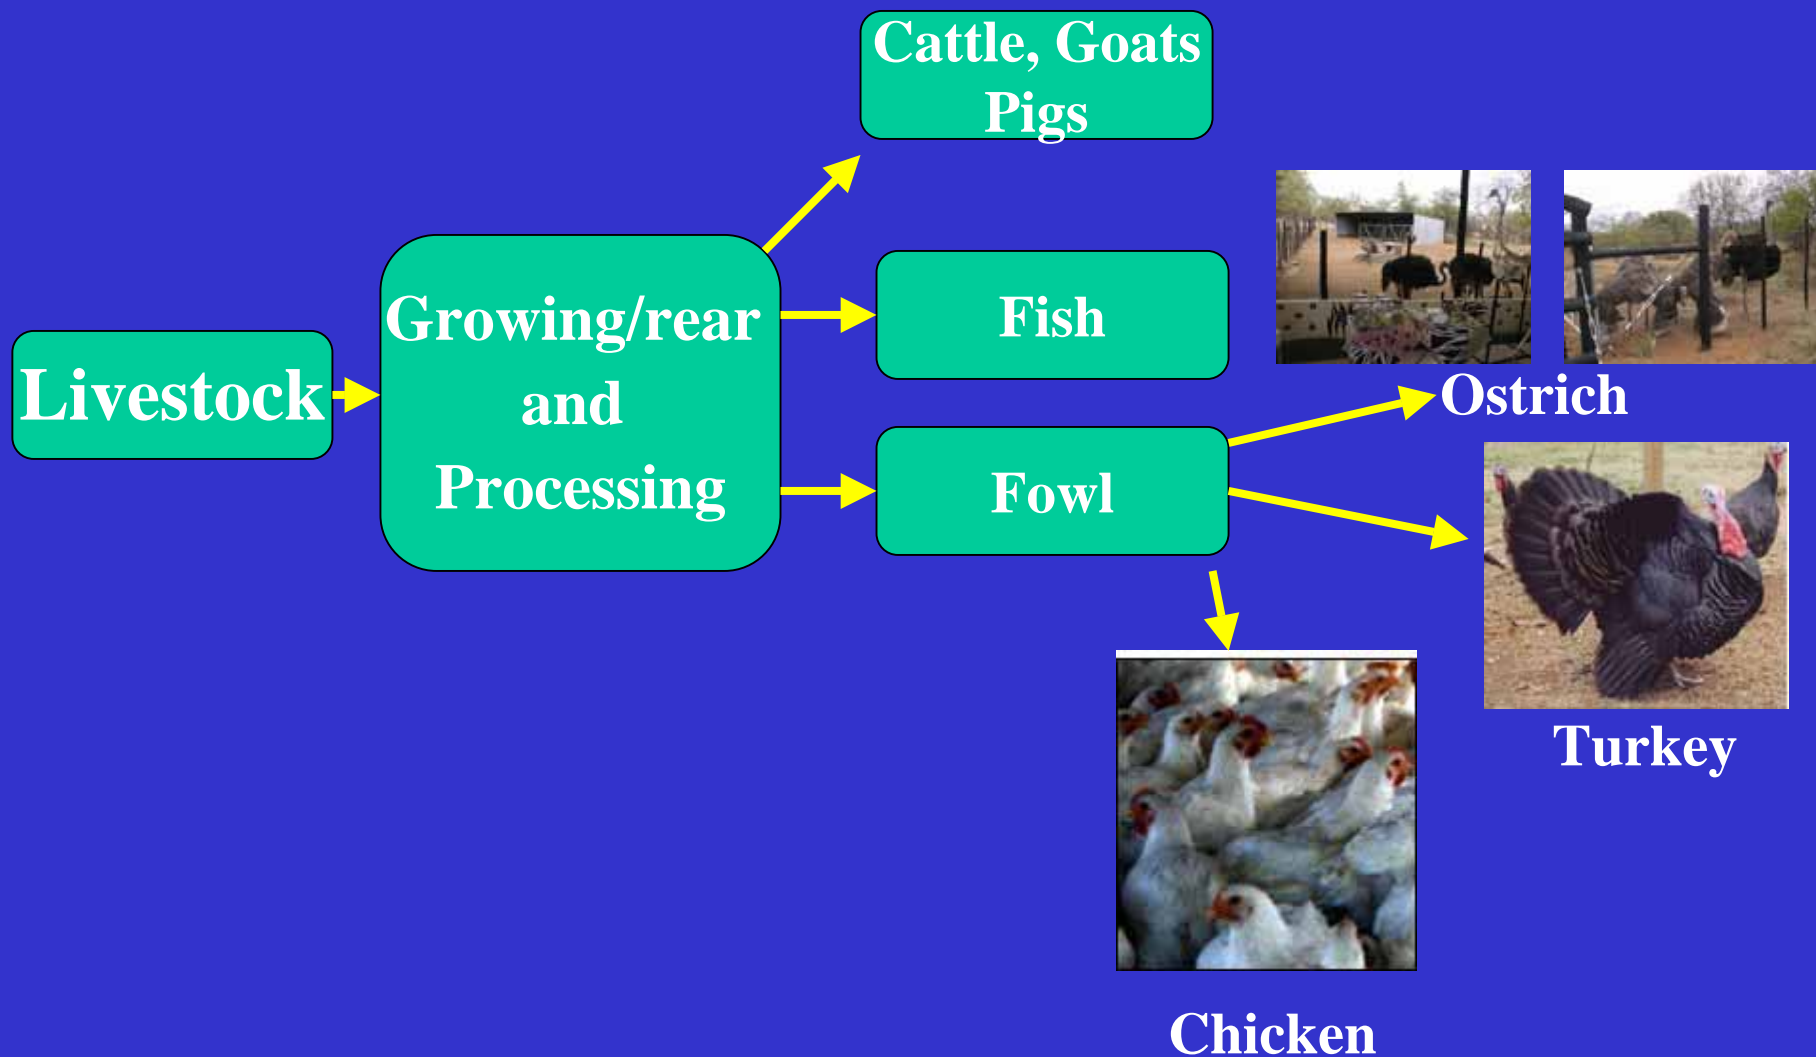 Cattle, Goats
Pigs
Livestock
Growing/rear
and
Processing
Fish
Fowl
Ostrich
Turkey
Chicken